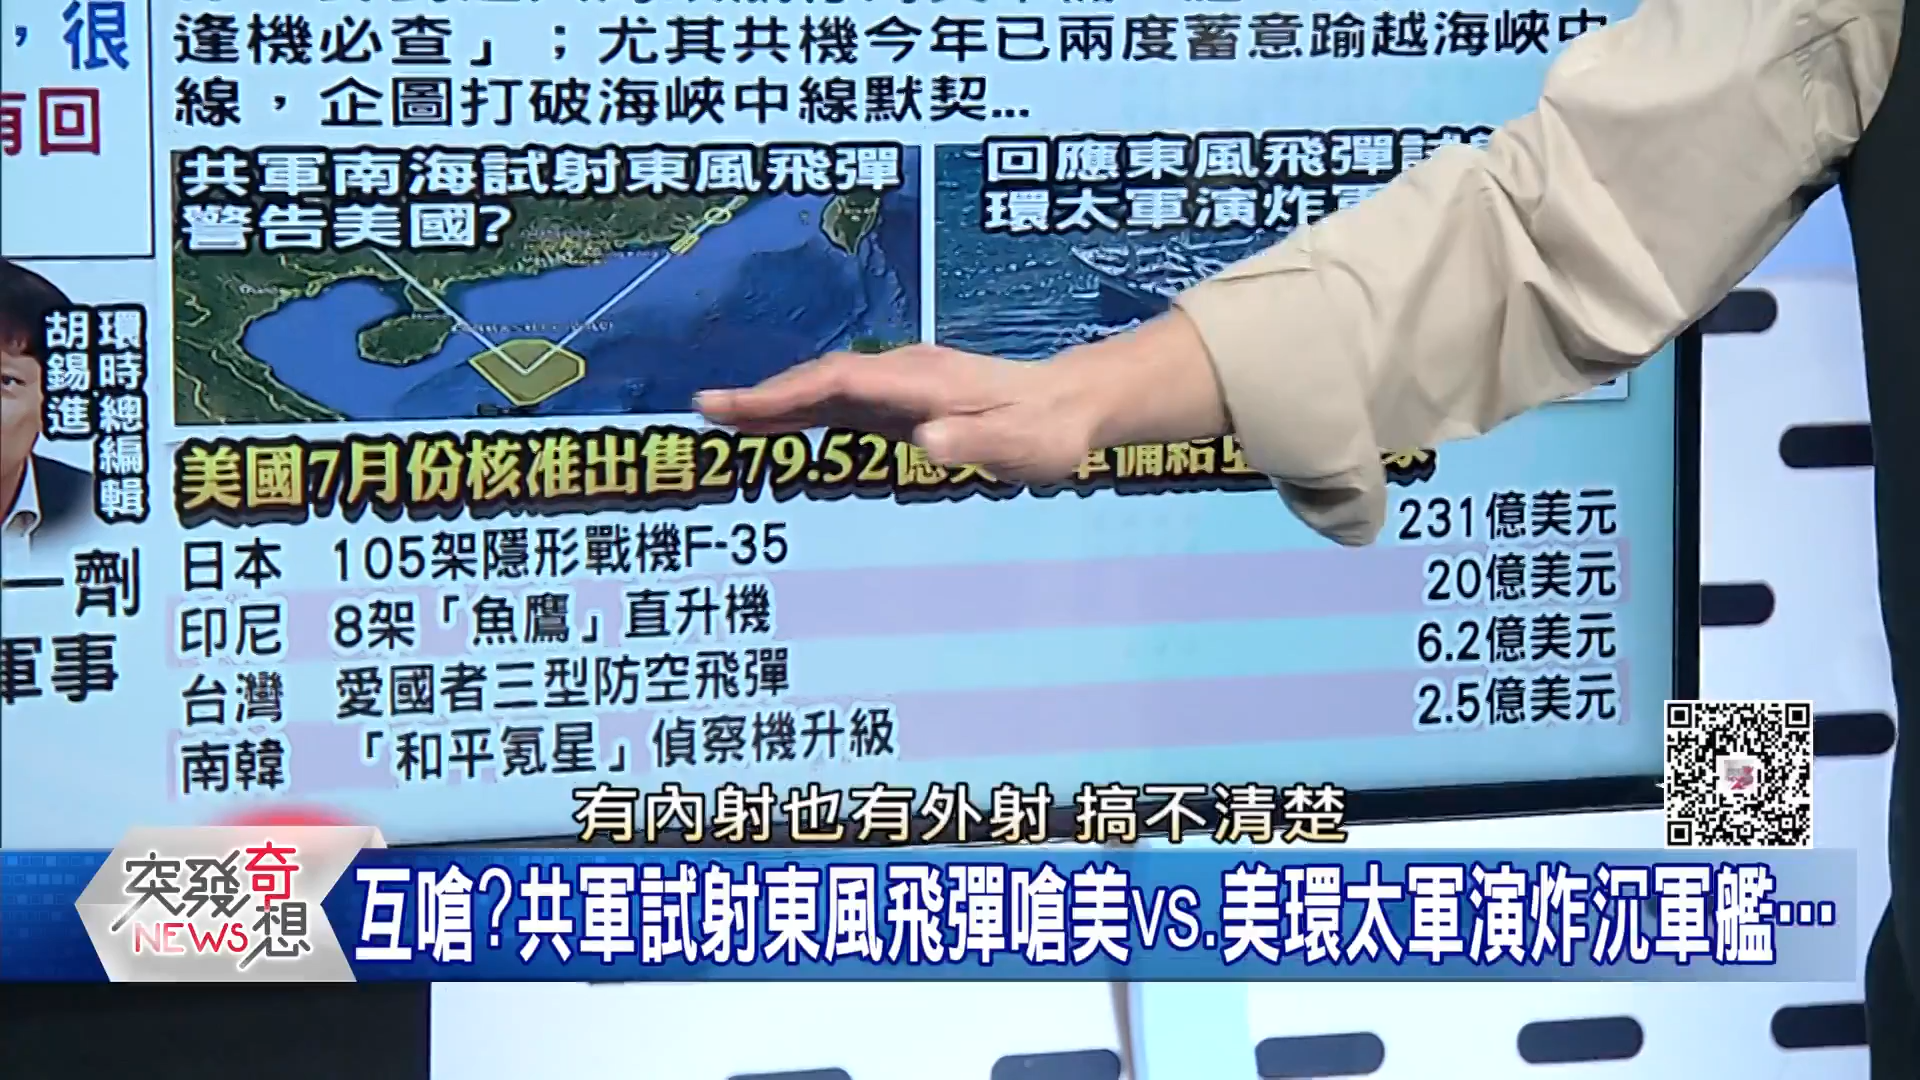 ，很
有回
逢機必查」；尤其共機今年已兩度蓄意踰越海峽中
線，企圖打破海峽中線默契...
共軍南海試射東風飛彈
警告美國?
回應東風飛彈試
環太軍演炸軍
環時總編輯
胡錫進
一劑
軍事
美國7月份核准出售279.52億美
軍備給亞
家
日本 105架隱形戰機F-35 231億美元
印尼 8架「魚鷹」直升機 20億美元
台灣 愛國者三型防空飛彈 6.2億美元
南韓 「和平氪星」偵察機升級 2.5億美元
有內射也有外射 搞不清楚
突發奇想
NEWS
互嗆?共軍試射東風飛彈嗆美vs.美環太軍演炸沉軍艦…